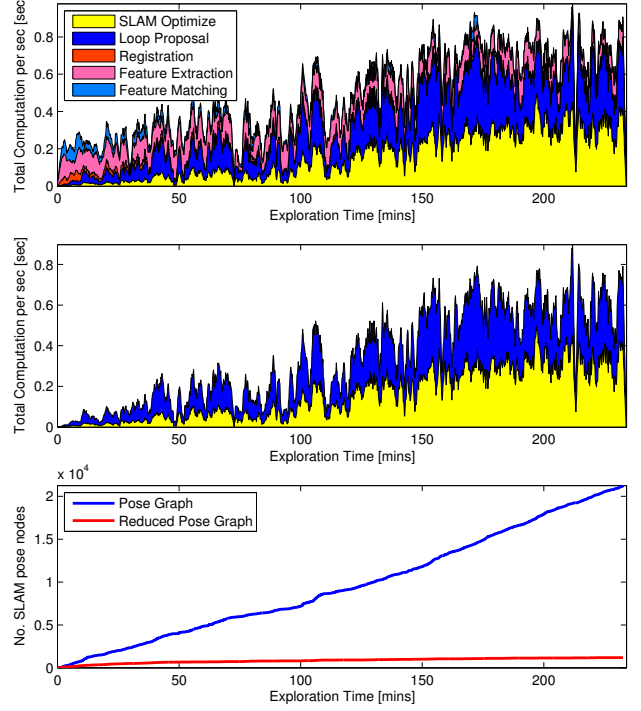 Total Computation per sec [sec]
0.8
0.6
0.4
0.2
0
SLAM Optimize
Loop Proposal
Registration
Feature Extraction
Feature Matching
0 50 100 150 200
Exploration Time [mins]
Total Computation per sec [sec]
0.8
0.6
0.4
0.2
0
0 50 100 150 200
Exploration Time [mins]
x 10^4
No. SLAM pose nodes
2
1.5
1
0.5
0
Pose Graph
Reduced Pose Graph
0 50 100 150 200
Exploration Time [mins]